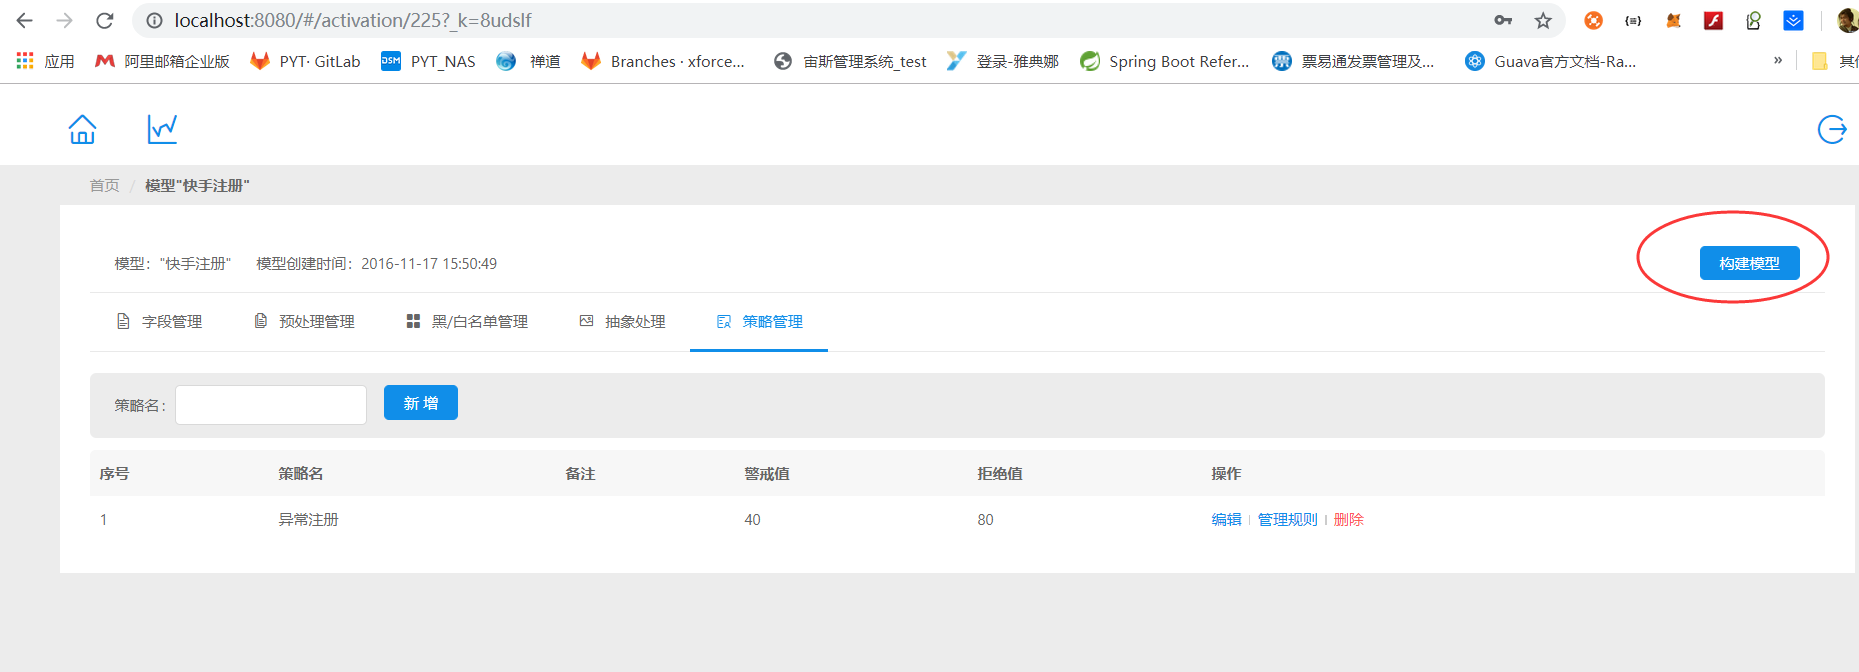 localhost:8080/#/activation/225?_k=8udslf
应用 阿里邮箱企业版 PYT· GitLab DSM PYT_NAS 禅道 Branches · xforce... 宙斯管理系统_test 登录-雅典娜 Spring Boot Refer... 票 票易通发票管理及... Guava官方文档-Ra... »
首页 / 模型"快手注册"
模型："快手注册" 模型创建时间：2016-11-17 15:50:49 构建模型
字段管理 预处理管理 黑/白名单管理 抽象处理 策略管理
策略名： 新 增
序号 策略名 备注 警戒值 拒绝值 操作
1 异常注册 40 80 编辑 | 管理规则 | 删除